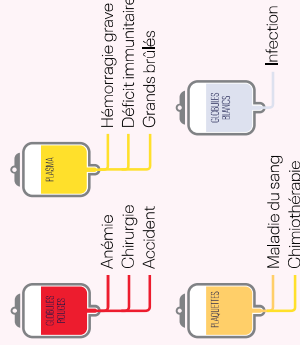 GLOBULES
ROUGES
Anémie
Chirurgie
Accident
PLASMA
Hémorragie grave
Déficit immunitaire
Grands brûlés
PLAQUETTES
Maladie du sang
Chimiothérapie
GLOBULES
BLANCS
Infection